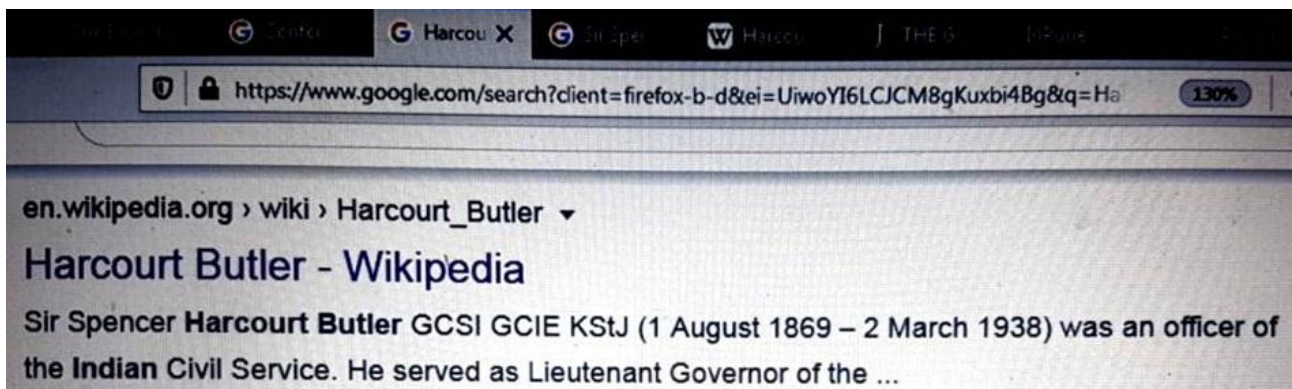 Harcou
https://www.google.com/search?client=firefox-b-d&ei=UiwoYI6LCJCM8gKuxbi4Bg&q=Ha 130%
en.wikipedia.org › wiki › Harcourt_Butler
Harcourt Butler - Wikipedia
Sir Spencer Harcourt Butler GCSI GCIE KStJ (1 August 1869 – 2 March 1938) was an officer of
the Indian Civil Service. He served as Lieutenant Governor of the ...